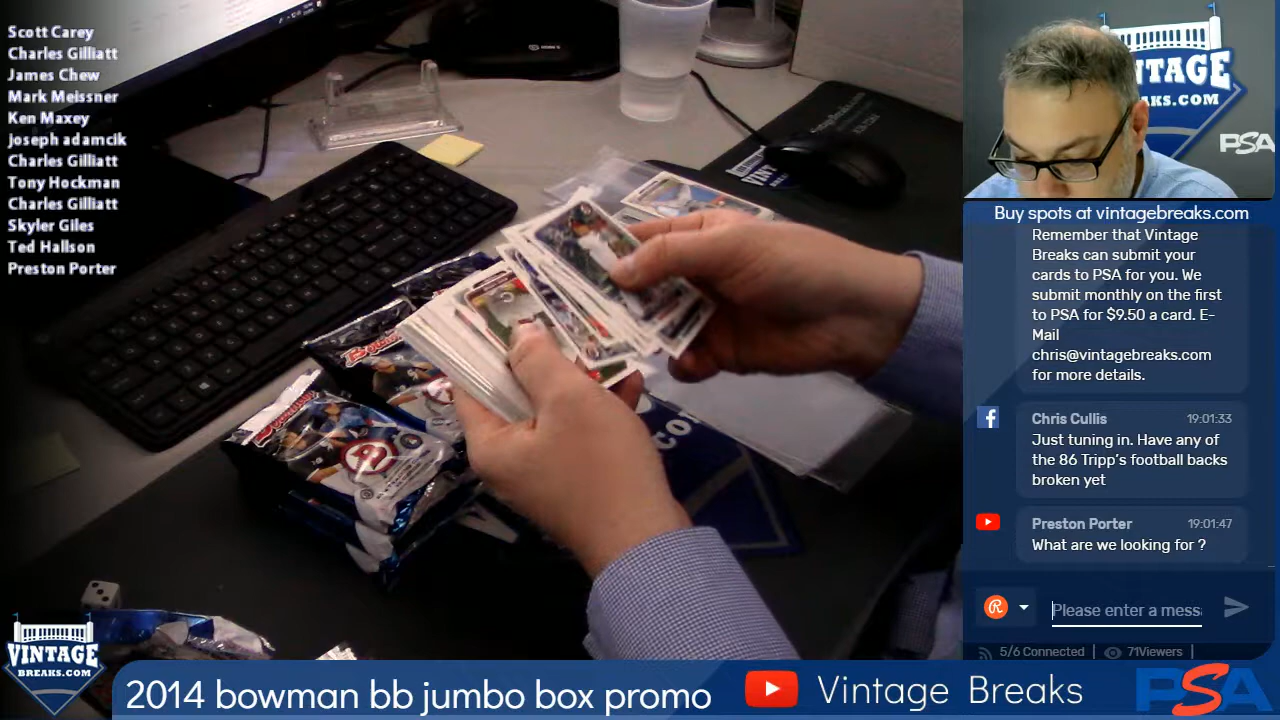 Scott Carey
Charles Gilliatt
James Chew
Mark Meissner
Ken Maxey
joseph adamcik
Charles Gilliatt
Tony Hockman
Charles Gilliatt
Skyler Giles
Ted Hallson
Preston Porter
VINTAGE
BREAKS.COM
PSA
Buy spots at vintagebreaks.com
Remember that Vintage
Breaks can submit your
cards to PSA for you. We
submit monthly on the first
to PSA for $9.50 a card. E-
Mail
chris@vintagebreaks.com
for more details.
Chris Cullis 19:01:33
Just tuning in. Have any of
the 86 Tripp's football backs
broken yet
Preston Porter 19:01:47
What are we looking for ?
Please enter a messa
5/6 Connected | 71Viewers |
VINTAGE
BREAKS.COM
2014 bowman bb jumbo box promo
Vintage Breaks
PSA